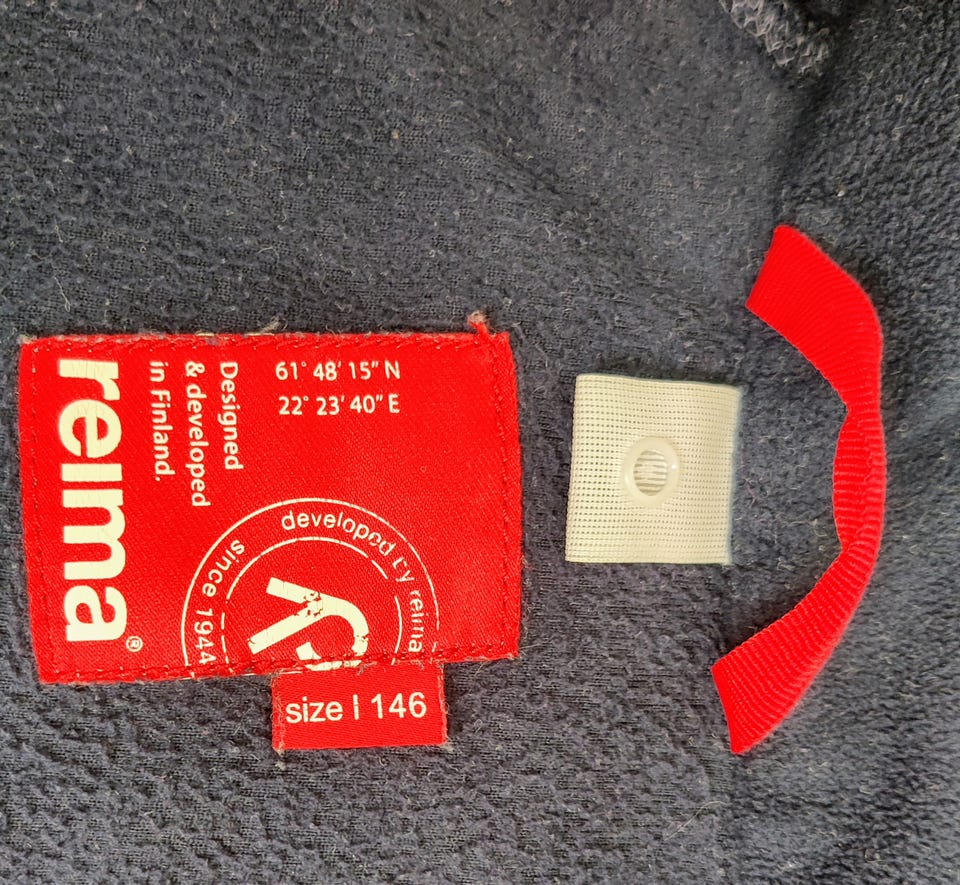 reima®
Designed
& developed
in Finland.
61° 48′ 15″ N
22° 23′ 40″ E
developed by reima
since 1944
size | 146